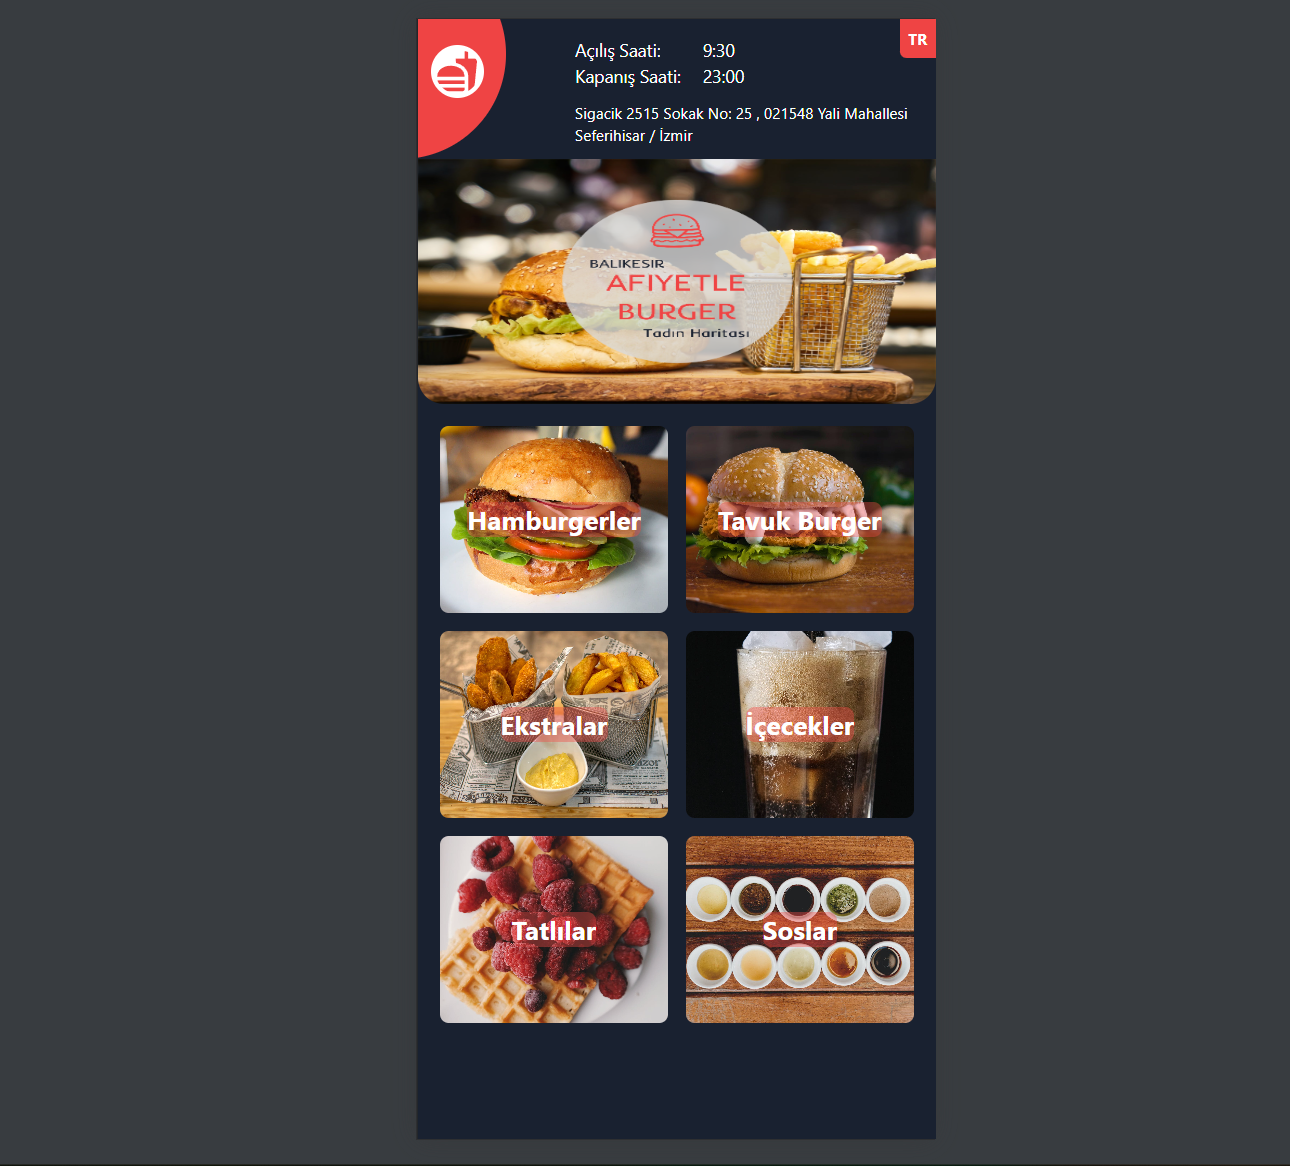 TR
Açılış Saati: 9:30
Kapanış Saati: 23:00
Sigacik 2515 Sokak No: 25 , 021548 Yali Mahallesi
Seferihisar / İzmir
BALIKESIR
AFIYETLE
BURGER
Tadın Haritası
Hamburgerler
Tavuk Burger
Ekstralar
İçecekler
Tatlılar
Soslar